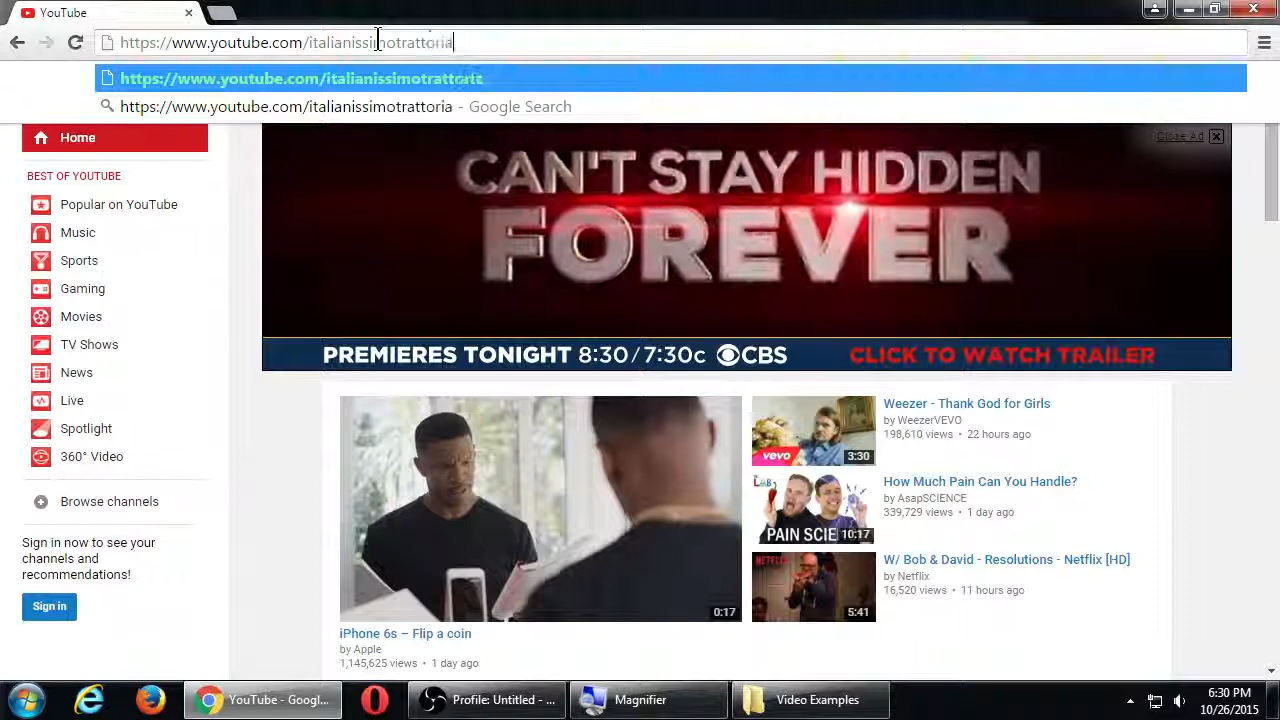 YouTube
https://www.youtube.com/italianissimotrattoria
https://www.youtube.com/italianissimotrattoria
https://www.youtube.com/italianissimotrattoria - Google Search
Home
Close Ad
BEST OF YOUTUBE
Popular on YouTube
Music
Sports
Gaming
Movies
TV Shows
News
Live
Spotlight
360° Video
Browse channels
Sign in now to see your
channels and
recommendations!
Sign in
CAN'T STAY HIDDEN
FOREVER
PREMIERES TONIGHT 8:30/7:30c CBS CLICK TO WATCH TRAILER
0:17
iPhone 6s – Flip a coin
by Apple
1,145,625 views • 1 day ago
vevo 3:30
Weezer - Thank God for Girls
by WeezerVEVO
198,610 views • 22 hours ago
PAIN SCIE 10:17
How Much Pain Can You Handle?
by AsapSCIENCE
339,729 views • 1 day ago
NETFLIX
5:41
W/ Bob & David - Resolutions - Netflix [HD]
by Netflix
16,520 views • 11 hours ago
YouTube - Googl...
Profile: Untitled - ...
Magnifier
Video Examples
6:30 PM
10/26/2015